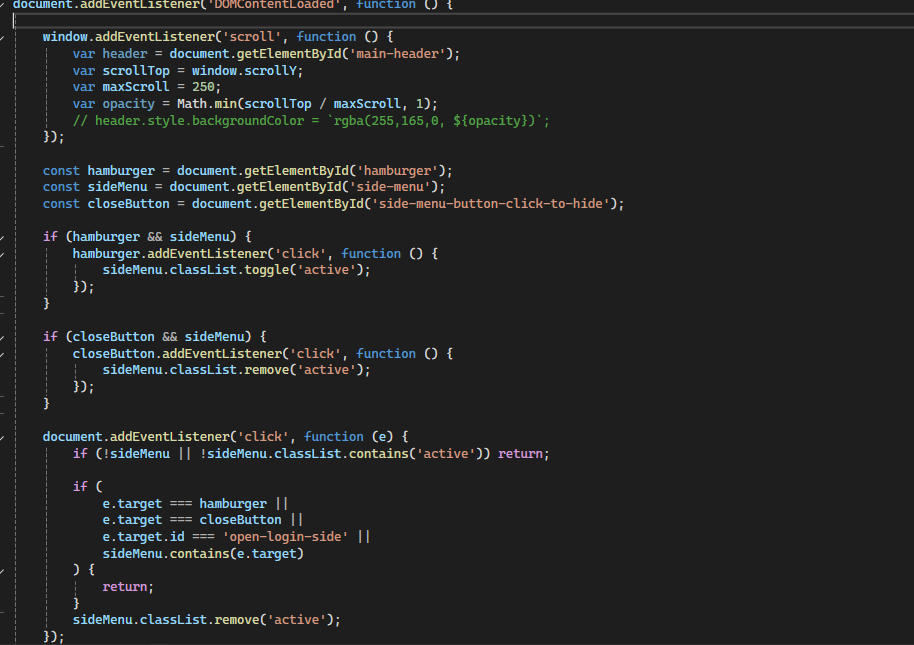 document.addEventListener('DOMContentLoaded', function () {
window.addEventListener('scroll', function () {
var header = document.getElementById('main-header');
var scrollTop = window.scrollY;
var maxScroll = 250;
var opacity = Math.min(scrollTop / maxScroll, 1);
// header.style.backgroundColor = `rgba(255,165,0, ${opacity})`;
});
const hamburger = document.getElementById('hamburger');
const sideMenu = document.getElementById('side-menu');
const closeButton = document.getElementById('side-menu-button-click-to-hide');
if (hamburger && sideMenu) {
hamburger.addEventListener('click', function () {
sideMenu.classList.toggle('active');
});
}
if (closeButton && sideMenu) {
closeButton.addEventListener('click', function () {
sideMenu.classList.remove('active');
});
}
document.addEventListener('click', function (e) {
if (!sideMenu || !sideMenu.classList.contains('active')) return;
if (
e.target === hamburger ||
e.target === closeButton ||
e.target.id === 'open-login-side' ||
sideMenu.contains(e.target)
) {
return;
}
sideMenu.classList.remove('active');
});